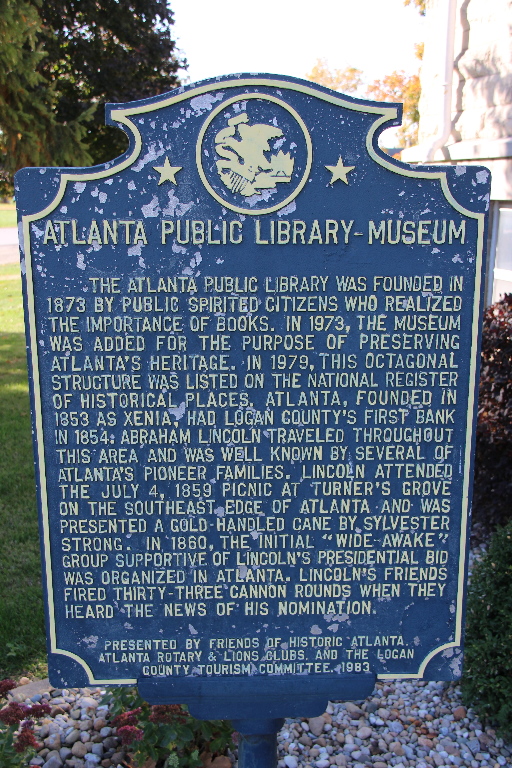 ATLANTA PUBLIC LIBRARY-MUSEUM
THE ATLANTA PUBLIC LIBRARY WAS FOUNDED IN
1873 BY PUBLIC SPIRITED CITIZENS WHO REALIZED
THE IMPORTANCE OF BOOKS. IN 1973, THE MUSEUM
WAS ADDED FOR THE PURPOSE OF PRESERVING
ATLANTA'S HERITAGE. IN 1979, THIS OCTAGONAL
STRUCTURE WAS LISTED ON THE NATIONAL REGISTER
OF HISTORICAL PLACES. ATLANTA, FOUNDED IN
1853 AS XENIA, HAD LOGAN COUNTY'S FIRST BANK
IN 1854. ABRAHAM LINCOLN TRAVELED THROUGHOUT
THIS AREA AND WAS WELL KNOWN BY SEVERAL OF
ATLANTA'S PIONEER FAMILIES. LINCOLN ATTENDED
THE JULY 4, 1859 PICNIC AT TURNER'S GROVE
ON THE SOUTHEAST EDGE OF ATLANTA AND WAS
PRESENTED A GOLD-HANDLED CANE BY SYLVESTER
STRONG. IN 1860, THE INITIAL "WIDE-AWAKE"
GROUP SUPPORTIVE OF LINCOLN'S PRESIDENTIAL BID
WAS ORGANIZED IN ATLANTA. LINCOLN'S FRIENDS
FIRED THIRTY-THREE CANNON ROUNDS WHEN THEY
HEARD THE NEWS OF HIS NOMINATION.
PRESENTED BY FRIENDS OF HISTORIC ATLANTA,
ATLANTA ROTARY & LIONS CLUBS, AND THE LOGAN
COUNTY TOURISM COMMITTEE. 1983